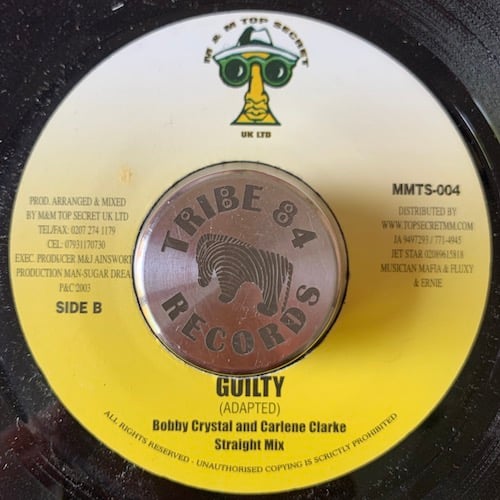 M & M TOP SECRET
UK LTD
PROD. ARRANGED & MIXED
BY M&M TOP SECRET UK LTD
TEL/FAX: 0207 274 1179
CEL: 07931170730
EXEC. PRODUCER M&J AINSWORT
PRODUCTION MAN-SUGAR DREA
P&C 2003
SIDE B
MMTS-004
DISTRIBUTED BY
WWW.TOPSECRETMM.COM
JA 9497293 / 771-4945
JET STAR 02089615818
MUSICIAN MAFIA & FLUXY
& ERNIE
TRIBE 84
RECORDS
GUILTY
(ADAPTED)
Bobby Crystal and Carlene Clarke
Straight Mix
ALL RIGHTS RESERVED - UNAUTHORISED COPYING IS STRICTLY PROHIBITED